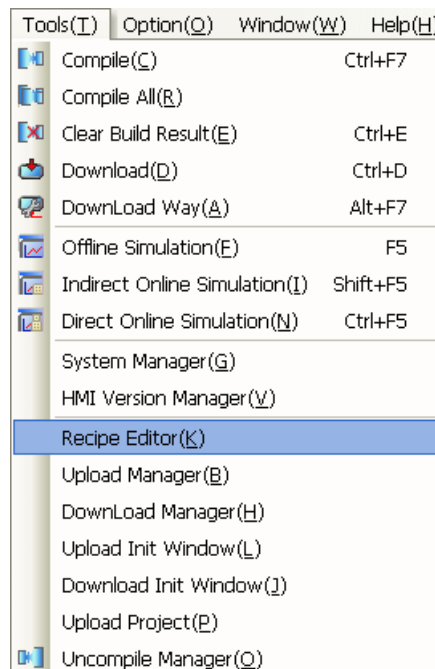 Tools(T) Option(O) Window(W) Help(H)
Compile(C) Ctrl+F7
Compile All(R)
Clear Build Result(E) Ctrl+E
Download(D) Ctrl+D
DownLoad Way(A) Alt+F7
Offline Simulation(F) F5
Indirect Online Simulation(I) Shift+F5
Direct Online Simulation(N) Ctrl+F5
System Manager(G)
HMI Version Manager(V)
Recipe Editor(K)
Upload Manager(B)
DownLoad Manager(H)
Upload Init Window(L)
Download Init Window(J)
Upload Project(P)
Uncompile Manager(O)